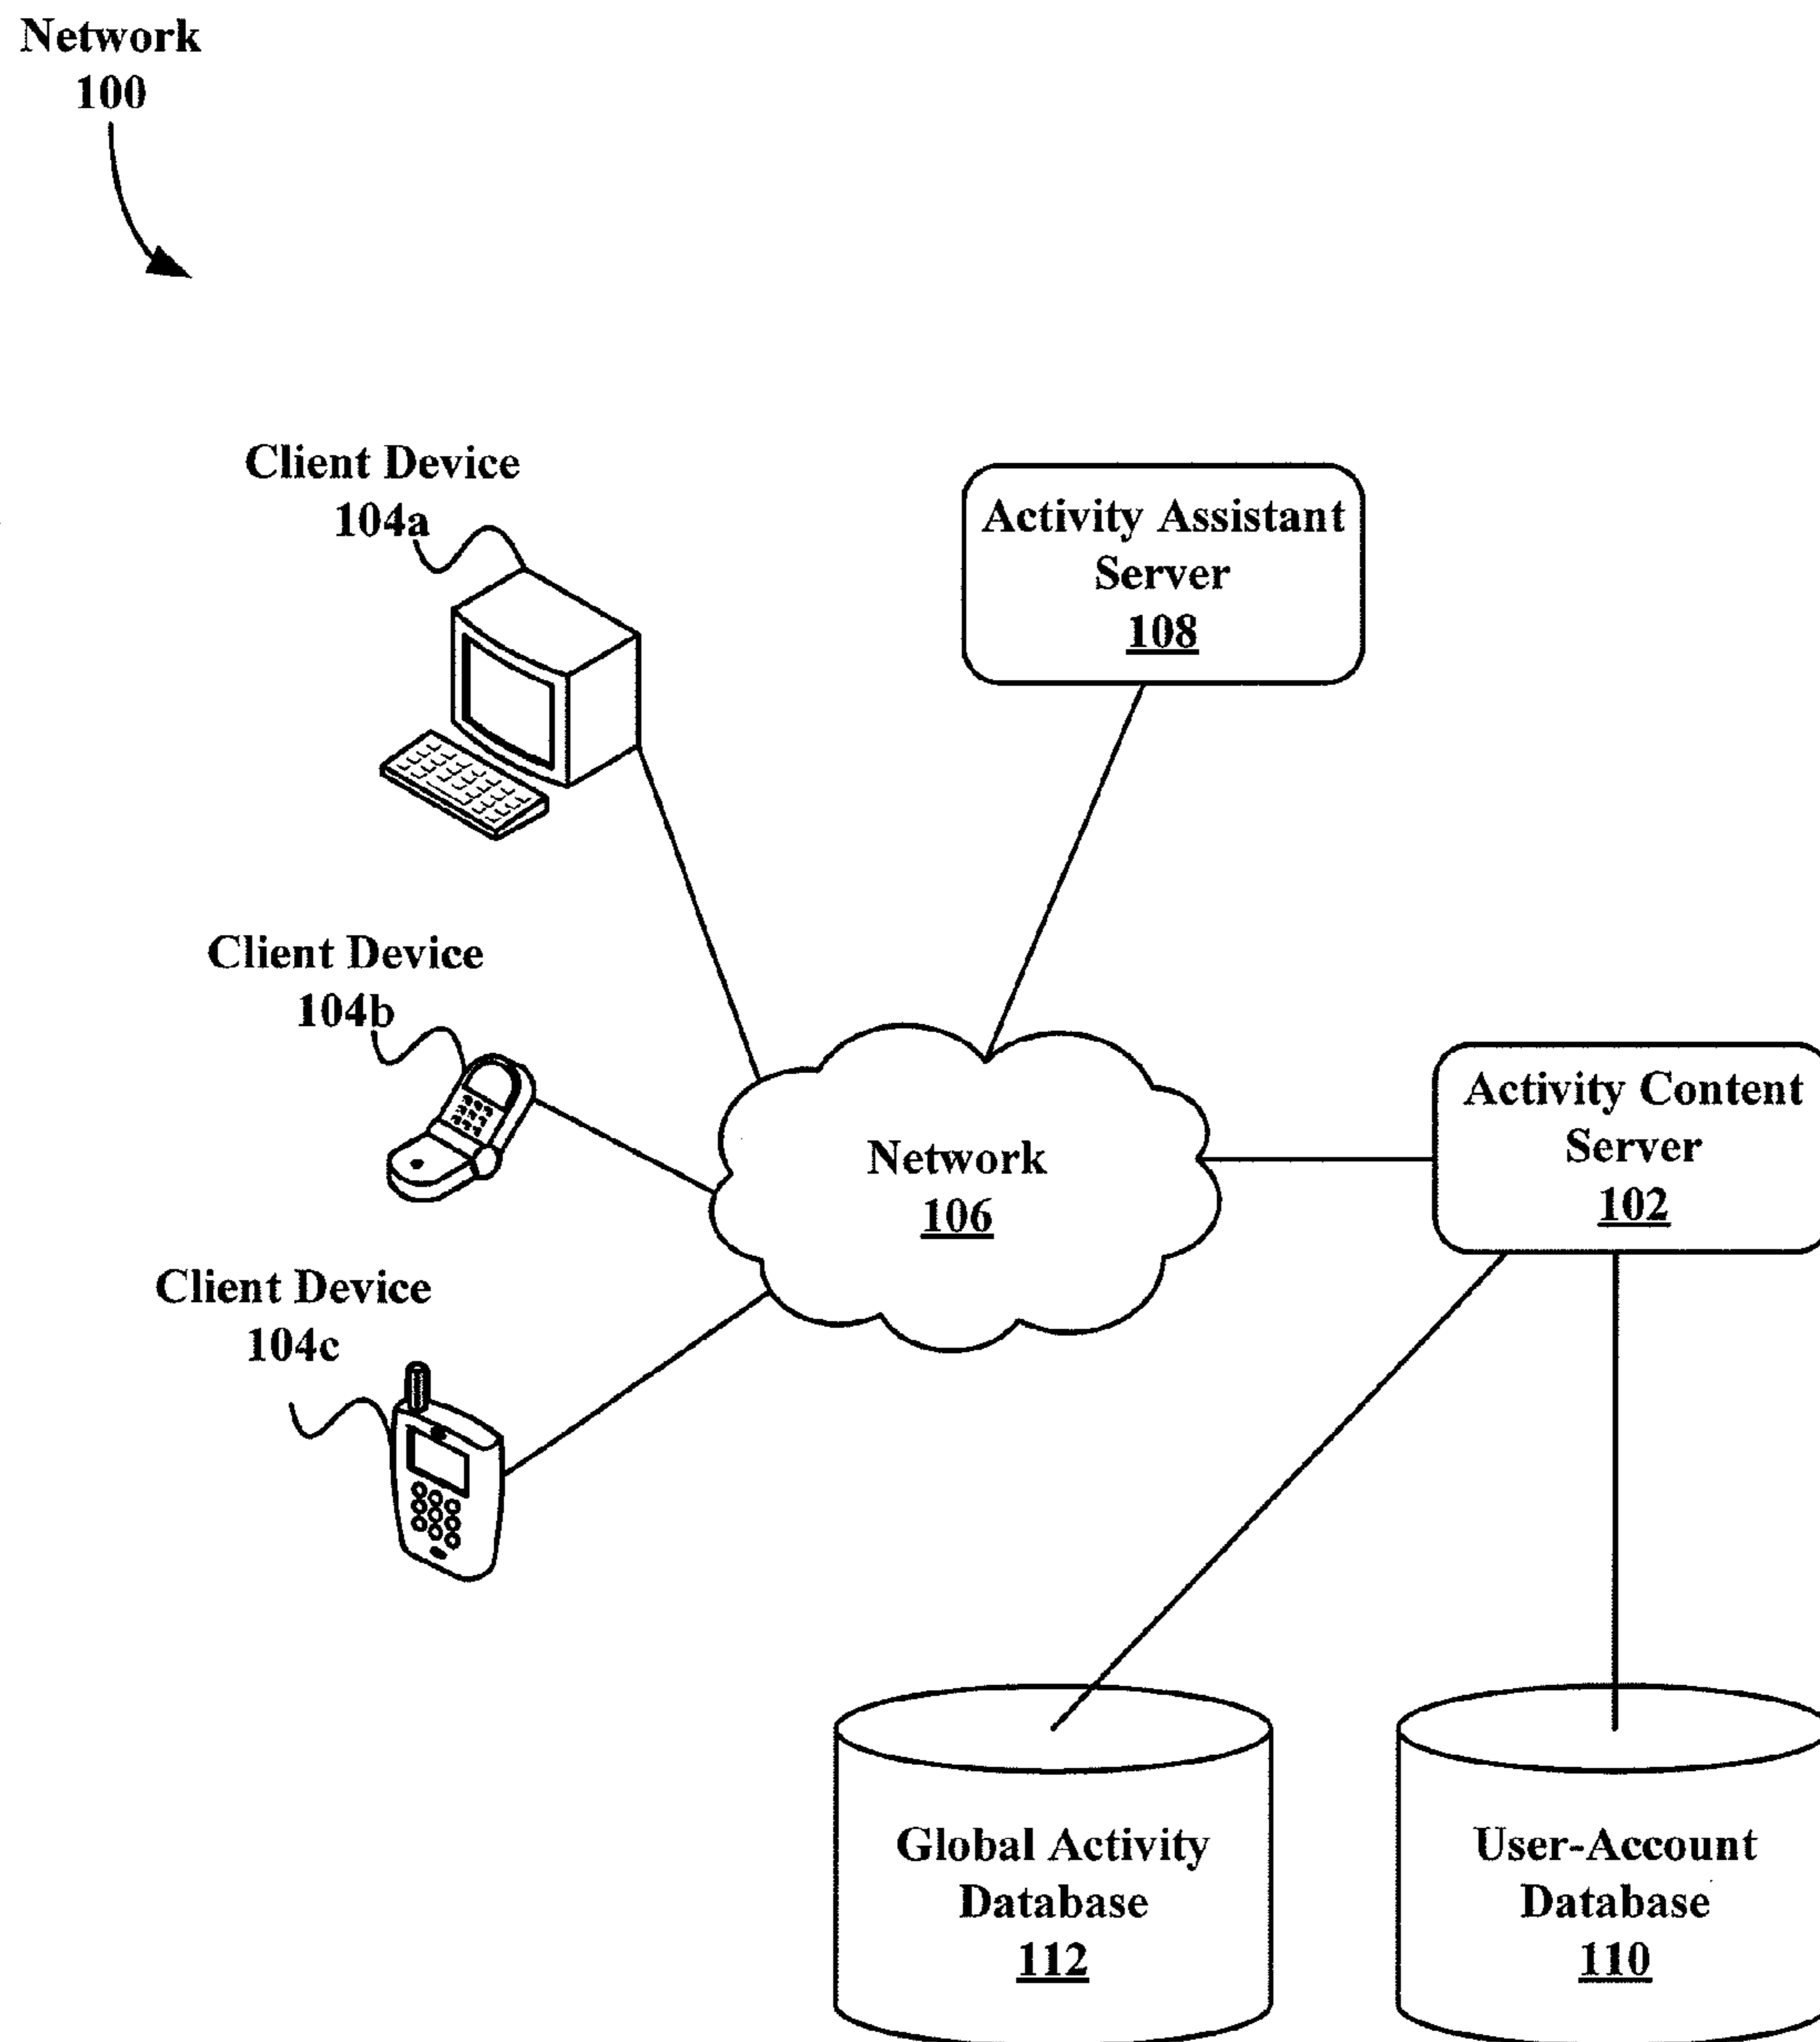 Network
100
Client Device
104a
Activity Assistant
Server
108
Client Device
104b
Activity Content
Server
102
Network
106
Client Device
104c
Global Activity
Database
112
User-Account
Database
110